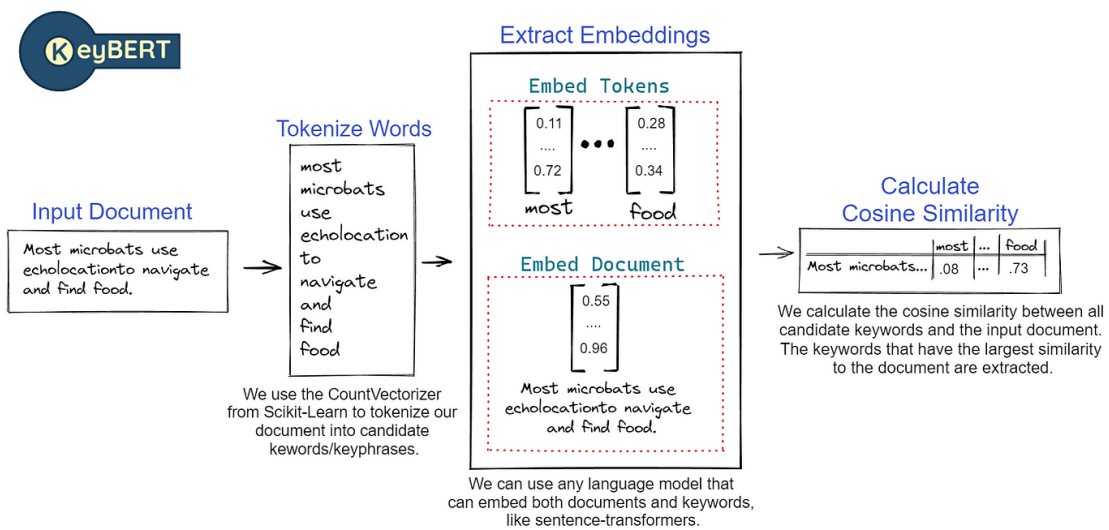 KeyBERT
Input Document
Most microbats use
echolocationto navigate
and find food.
Tokenize Words
most
microbats
use
echolocation
to
navigate
and
find
food
We use the CountVectorizer
from Scikit-Learn to tokenize our
document into candidate
kewords/keyphrases.
Extract Embeddings
Embed Tokens
0.11 0.28
.... ... ....
0.72 0.34
most food
Embed Document
0.55
....
0.96
Most microbats use
echolocationto navigate
and find food.
We can use any language model that
can embed both documents and keywords,
like sentence-transformers.
Calculate
Cosine Similarity
most ... food
Most microbats... .08 ... .73
We calculate the cosine similarity between all
candidate keywords and the input document.
The keywords that have the largest similarity
to the document are extracted.